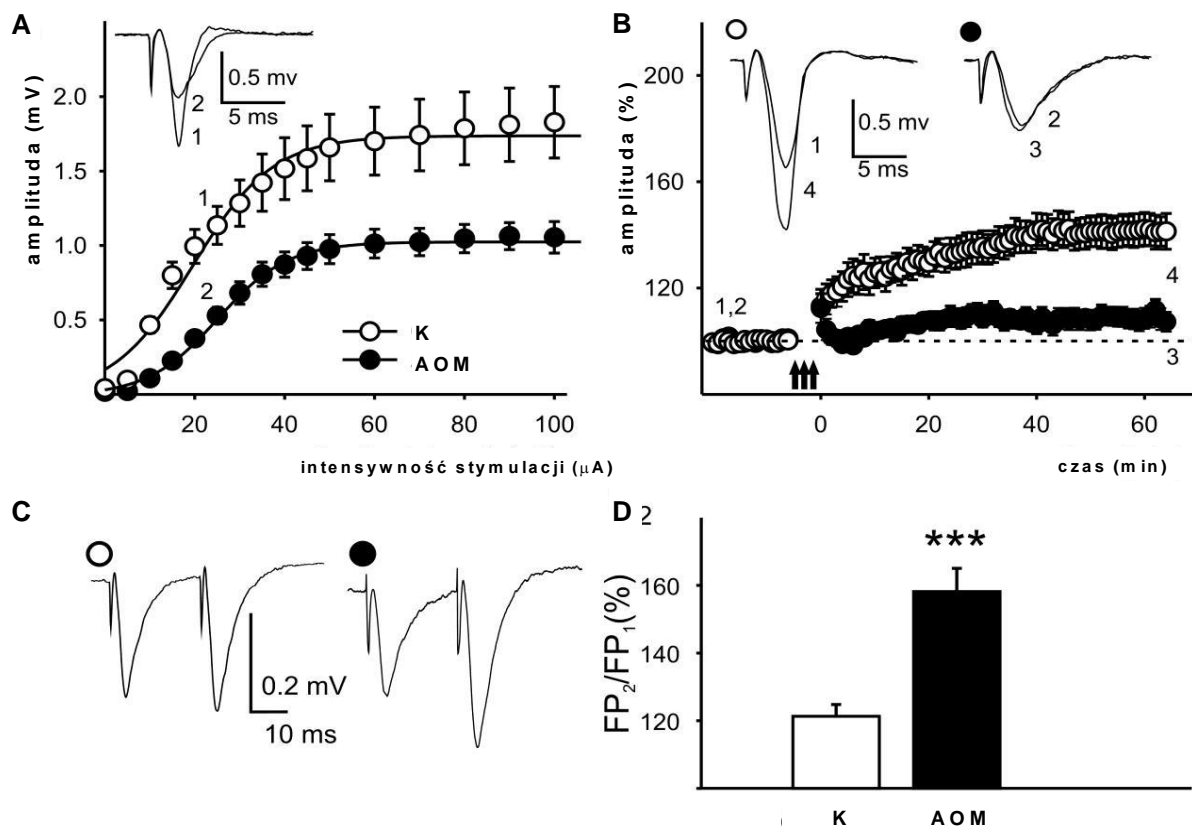 A
amplituda (mV)
2.0
1.5
1.0
0.5
0.5 mv
5 ms
2
1
1
2
K
AOM
20
40
60
80
100
intensywność stymulacji (µA)
B
amplituda (%)
200
160
120
1
4
0.5 mv
5 ms
2
3
1,2
4
3
0
20
40
60
czas (min)
C
0.2 mV
10 ms
D
2
FP2/FP1(%)
160
140
120
***
K
AOM